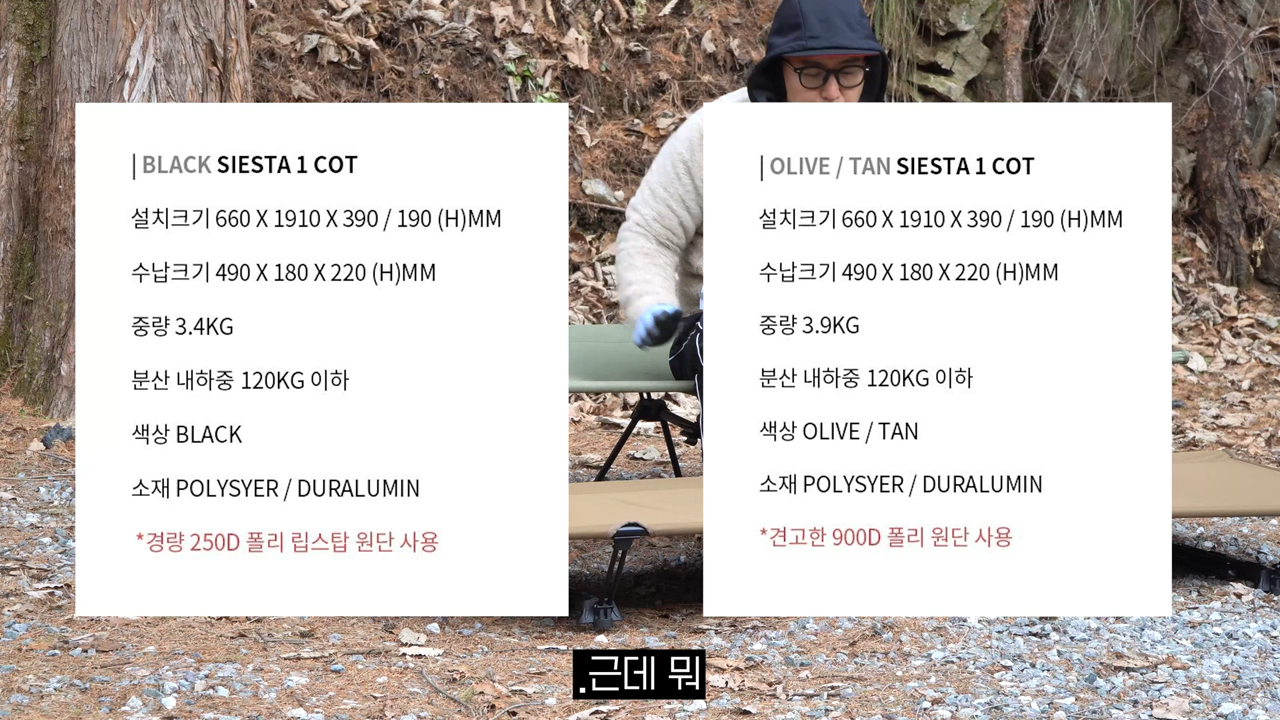 | BLACK SIESTA 1 COT
설치크기 660 X 1910 X 390 / 190 (H)MM
수납크기 490 X 180 X 220 (H)MM
중량 3.4KG
분산 내하중 120KG 이하
색상 BLACK
소재 POLYSYER / DURALUMIN
*경량 250D 폴리 립스탑 원단 사용
| OLIVE / TAN SIESTA 1 COT
설치크기 660 X 1910 X 390 / 190 (H)MM
수납크기 490 X 180 X 220 (H)MM
중량 3.9KG
분산 내하중 120KG 이하
색상 OLIVE / TAN
소재 POLYSYER / DURALUMIN
*견고한 900D 폴리 원단 사용
.근데 뭐